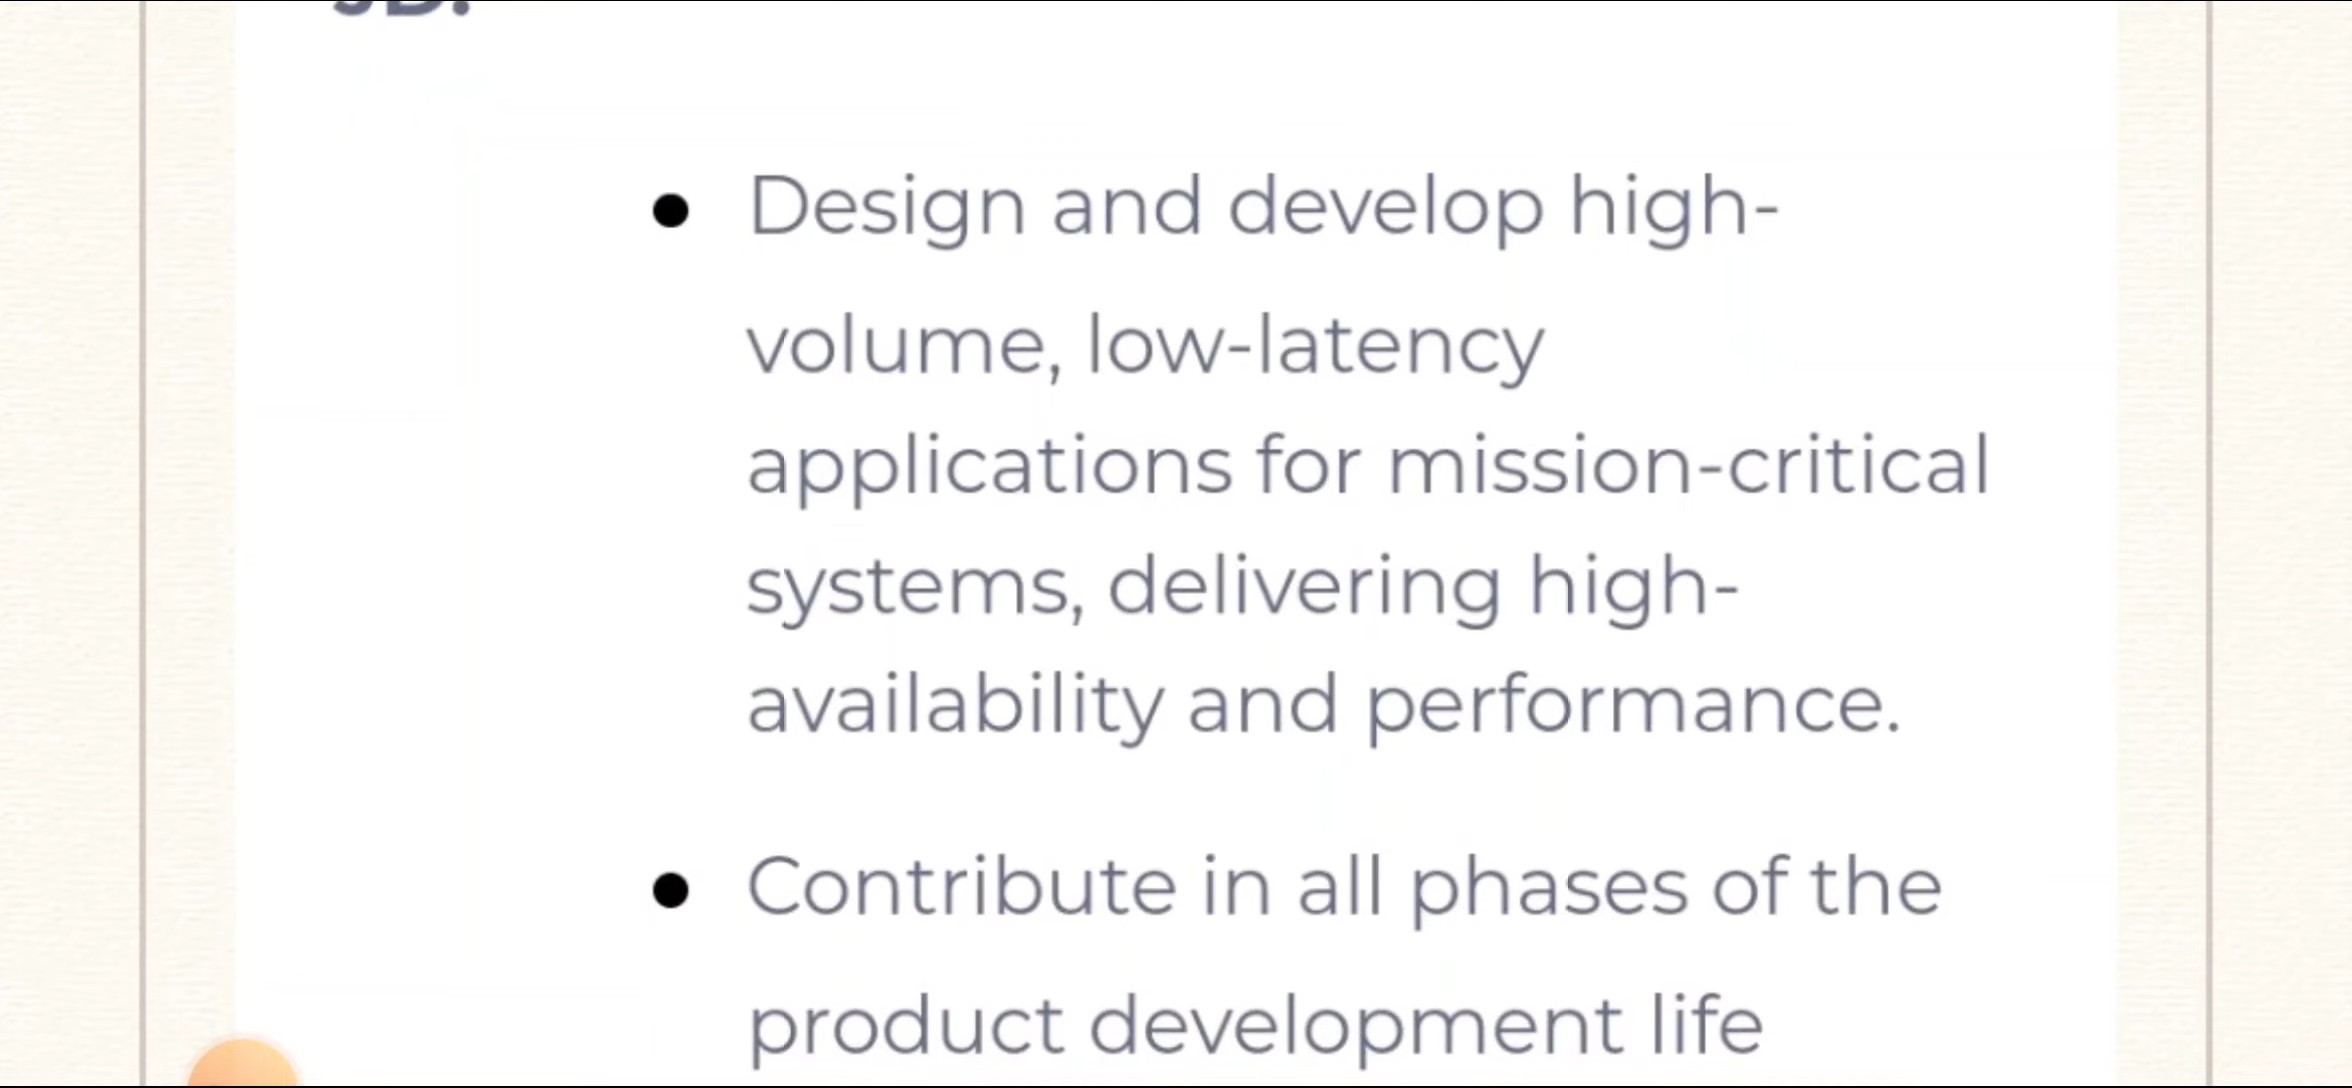 JD:
Design and develop high-
volume, low-latency
applications for mission-critical
systems, delivering high-
availability and performance.
Contribute in all phases of the
product development life